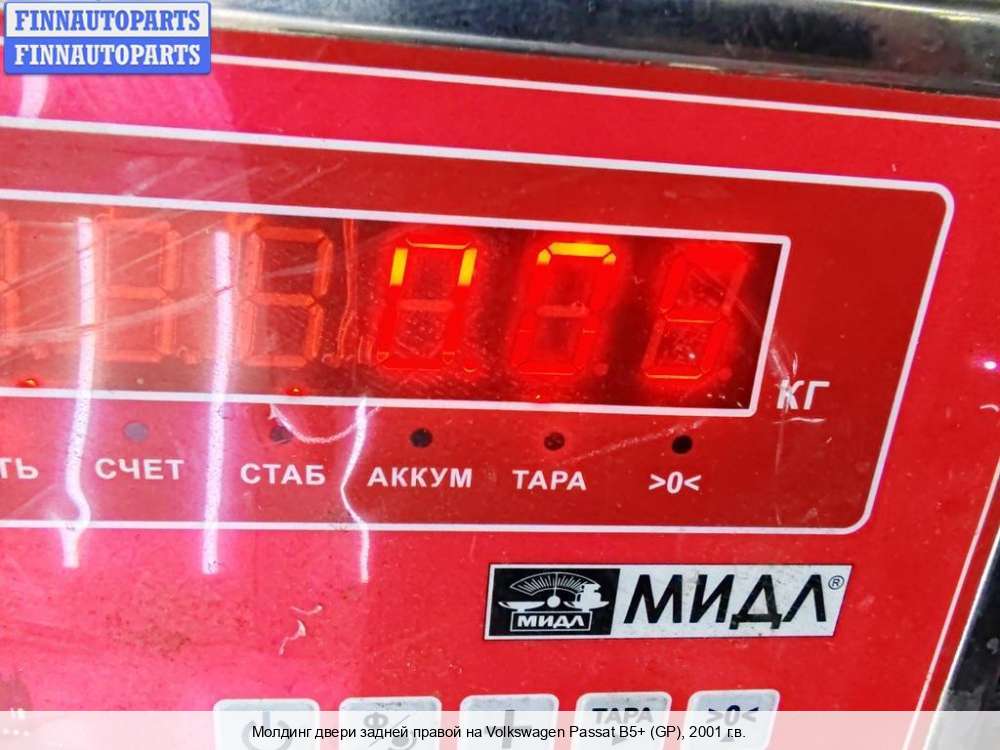 FINNAUTOPARTS
FINNAUTOPARTS
КГ
ТЬ СЧЕТ СТАБ АККУМ ТАРА >0<
МИДЛ МИДЛ®
ТАРА >0<
Молдинг двери задней правой на Volkswagen Passat B5+ (GP), 2001 г.в.